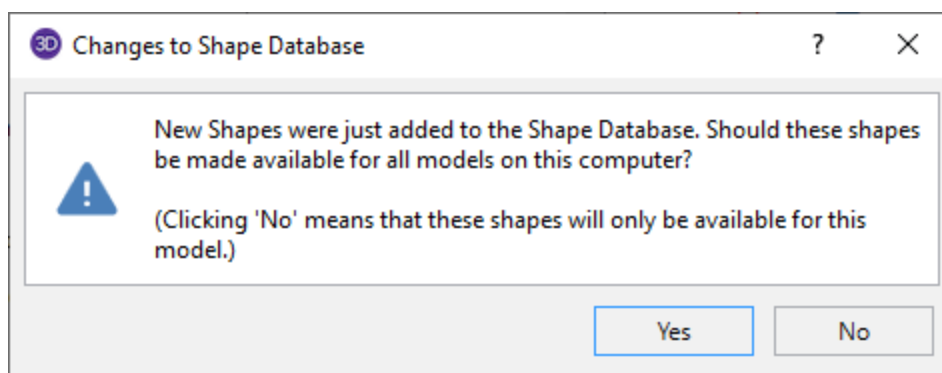 3D Changes to Shape Database ?
New Shapes were just added to the Shape Database. Should these shapes
be made available for all models on this computer?
(Clicking 'No' means that these shapes will only be available for this
model.)
Yes No